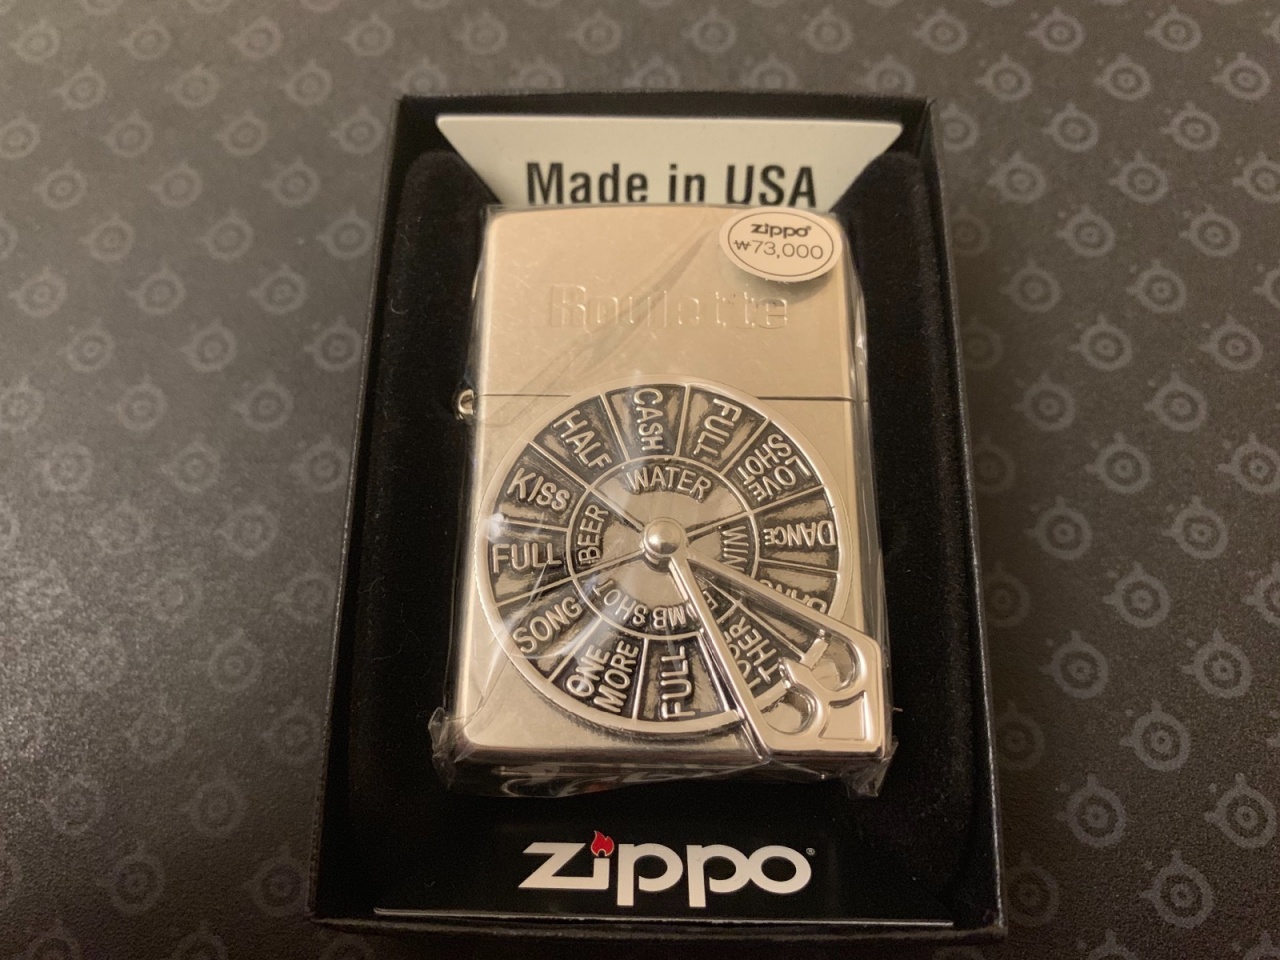 Made in USA
zippo
₩73,000
Roulette
CASH
FULL
LOVE
SHOT
DANCE
FULL
ONE
MORE
SONG
FULL
KISS
HALF
WATER
BEER
zippo